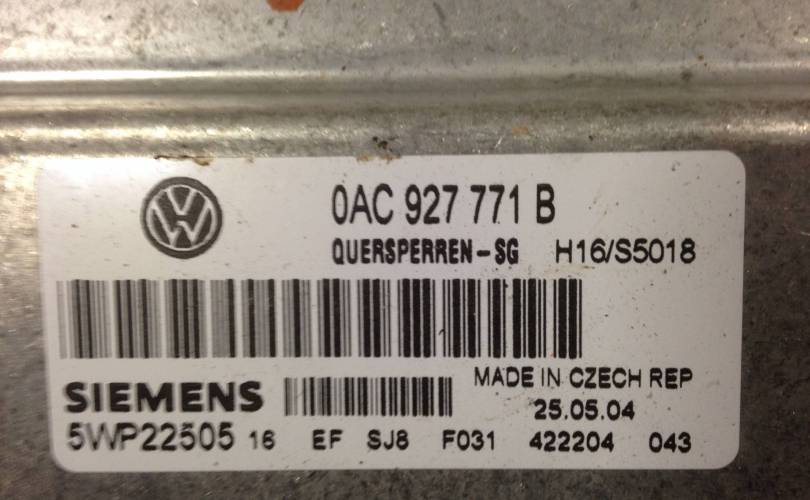 0AC 927 771 B
QUERSPERREN-SG H16/S5018
MADE IN CZECH REP
SIEMENS 25.05.04
5WP22505 16 EF SJ8 F031 422204 043